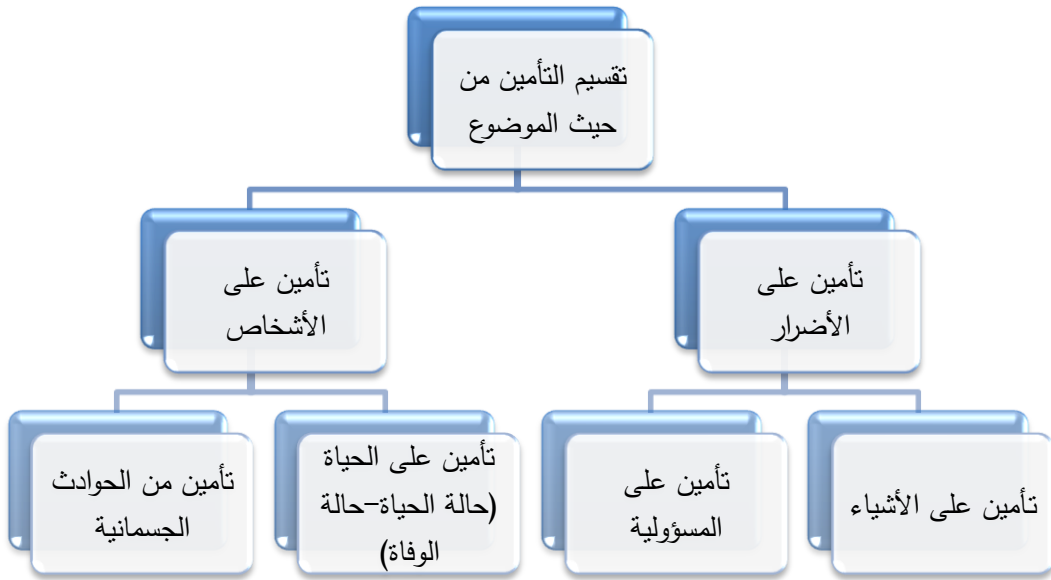 تقسيم التأمين من
حيث الموضوع
تأمين على
الأضرار
تأمين على
الأشخاص
تأمين على الأشياء
تأمين على
المسؤولية
تأمين على الحياة
(حالة الحياة-حالة
الوفاة)
تأمين من الحوادث
الجسمانية